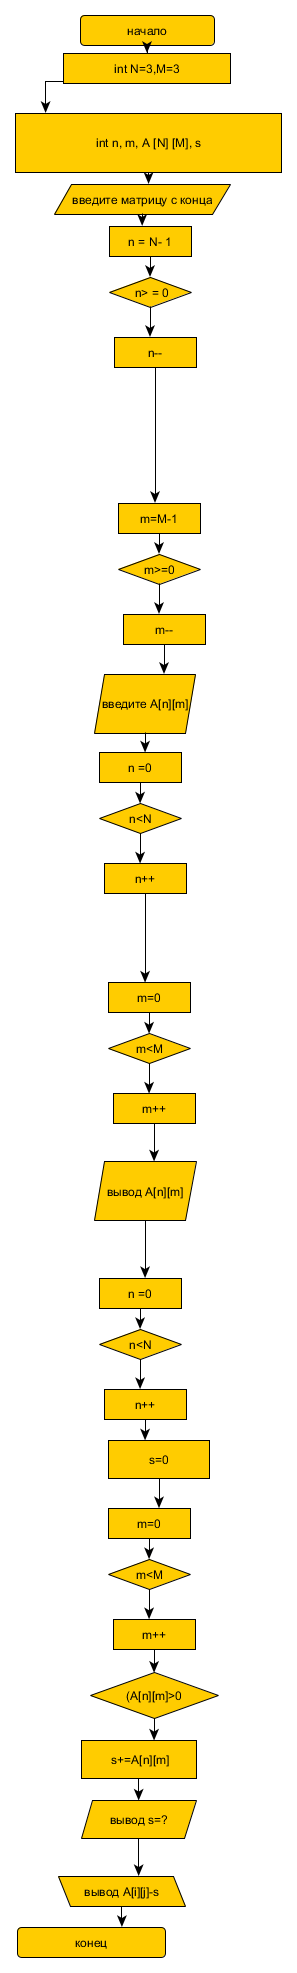 начало
int N=3,M=3
int n, m, A [N] [M], s
введите матрицу с конца
n = N- 1
n> = 0
n--
m=M-1
m>=0
m--
введите A[n][m]
n =0
n<N
n++
m=0
m<M
m++
вывод A[n][m]
n =0
n<N
n++
s=0
m=0
m<M
m++
(A[n][m]>0
s+=A[n][m]
вывод s=?
вывод A[i][j]-s
конец